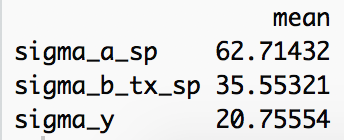 mean
sigma_a_sp 62.71432
sigma_b_tx_sp 35.55321
sigma_y 20.75554